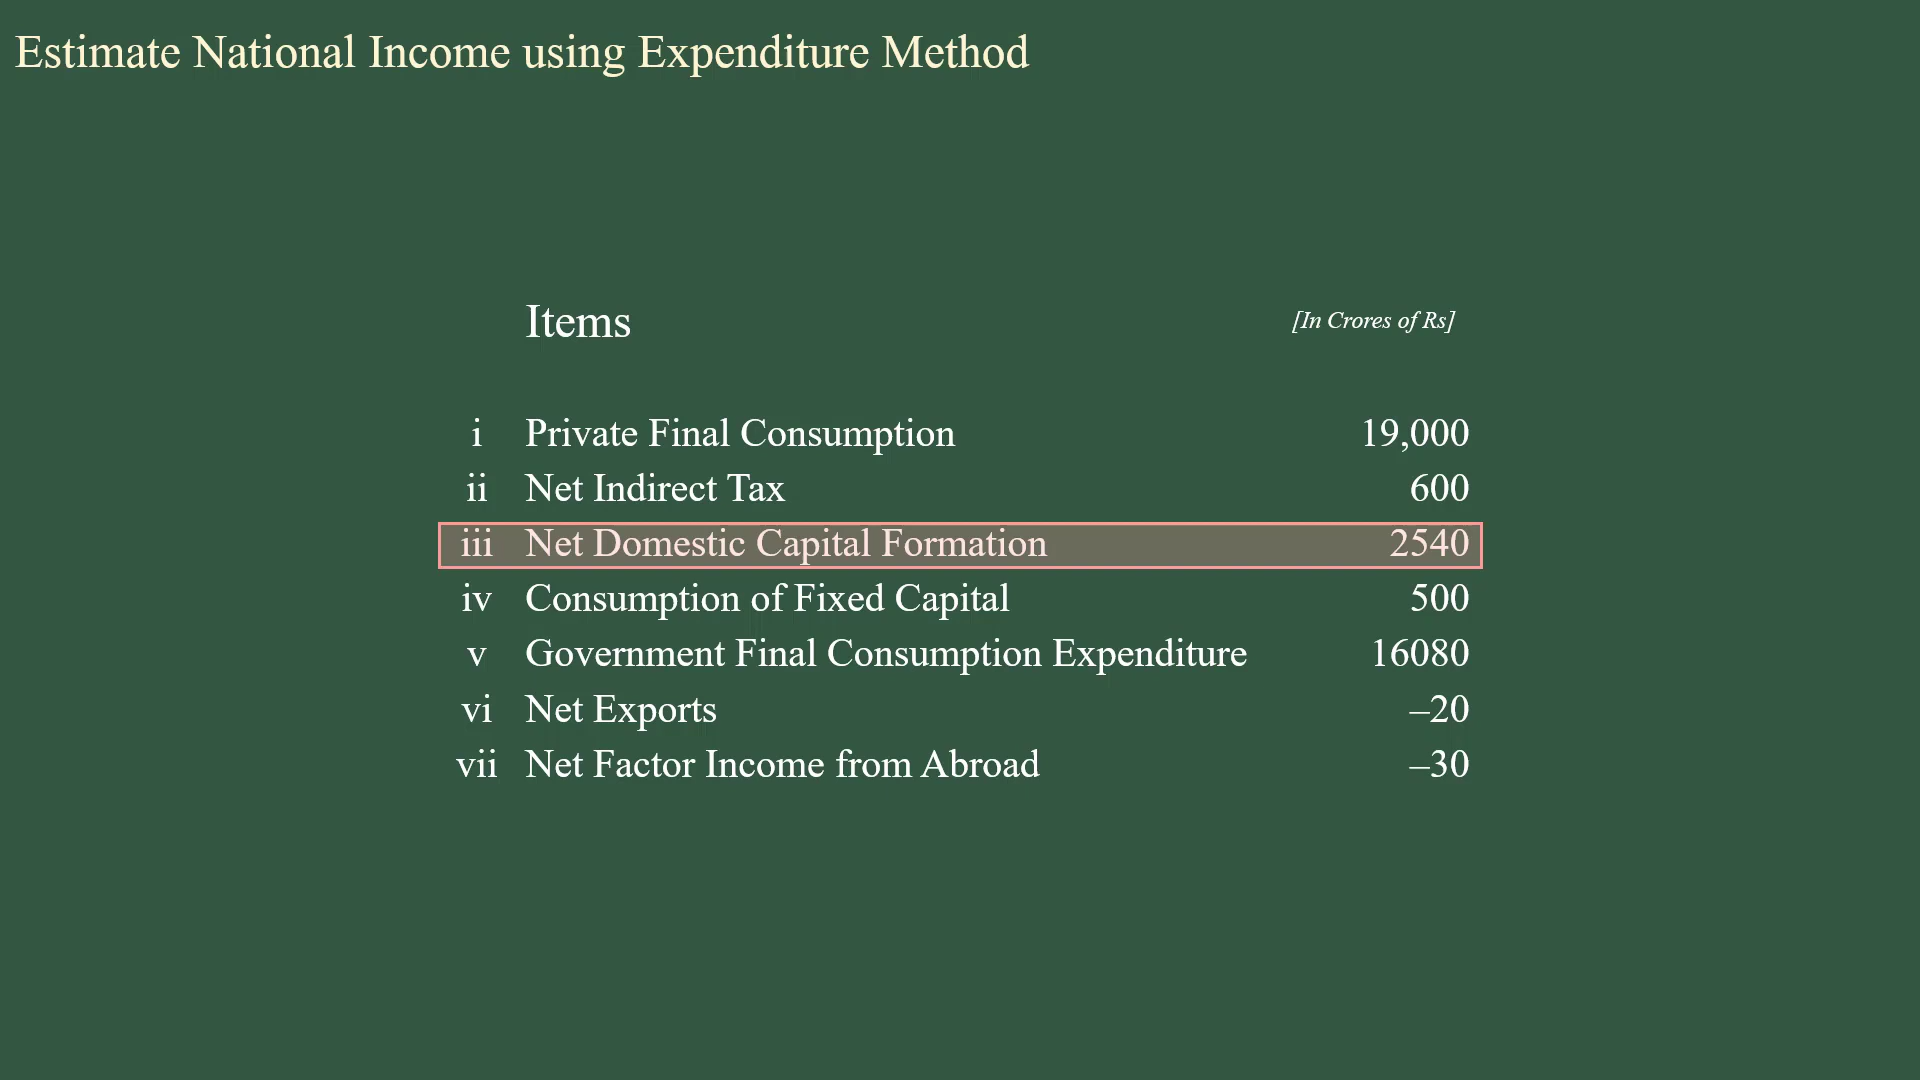 Estimate National Income using Expenditure Method
Items [In Crores of Rs]
i Private Final Consumption 19,000
ii Net Indirect Tax 600
iii Net Domestic Capital Formation 2540
iv Consumption of Fixed Capital 500
v Government Final Consumption Expenditure 16080
vi Net Exports –20
vii Net Factor Income from Abroad –30